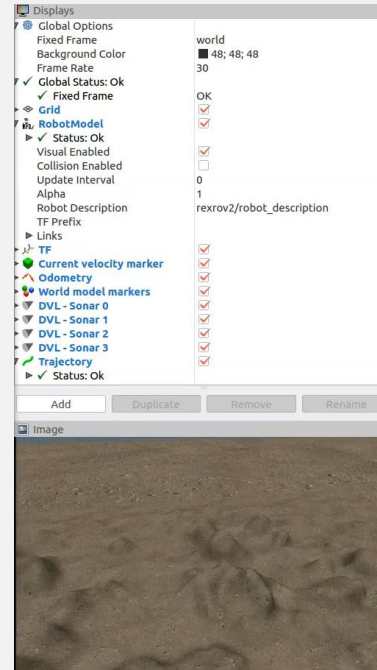 Displays
Global Options
Fixed Frame world
Background Color 48; 48; 48
Frame Rate 30
Global Status: Ok
Fixed Frame OK
Grid
RobotModel
Status: Ok
Visual Enabled
Collision Enabled
Update Interval 0
Alpha 1
Robot Description rexrov2/robot_description
TF Prefix
Links
TF
Current velocity marker
Odometry
World model markers
DVL - Sonar 0
DVL - Sonar 1
DVL - Sonar 2
DVL - Sonar 3
Trajectory
Status: Ok
Add Duplicate Remove Rename
Image